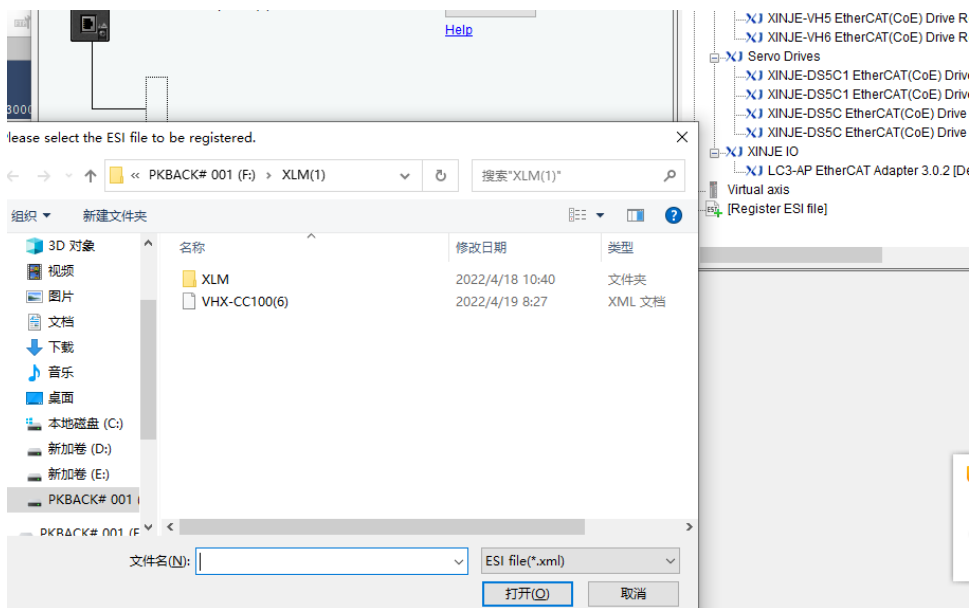 Help
XINJE-VH5 EtherCAT(CoE) Drive R
XINJE-VH6 EtherCAT(CoE) Drive R
Servo Drives
XINJE-DS5C1 EtherCAT(CoE) Drive
XINJE-DS5C1 EtherCAT(CoE) Drive
XINJE-DS5C EtherCAT(CoE) Drive
XINJE-DS5C EtherCAT(CoE) Drive
XINJE IO
LC3-AP EtherCAT Adapter 3.0.2 [De
Virtual axis
[Register ESI file]
3000
Please select the ESI file to be registered.
« PKBACK# 001 (F:) › XLM(1)
搜索"XLM(1)"
组织
新建文件夹
3D 对象
视频
图片
文档
下载
音乐
桌面
本地磁盘 (C:)
新加卷 (D:)
新加卷 (E:)
PKBACK# 001 (
PKBACK# 001 (F
名称 修改日期 类型
XLM 2022/4/18 10:40 文件夹
VHX-CC100(6) 2022/4/19 8:27 XML 文档
文件名(N):
ESI file(*.xml)
打开(O)
取消